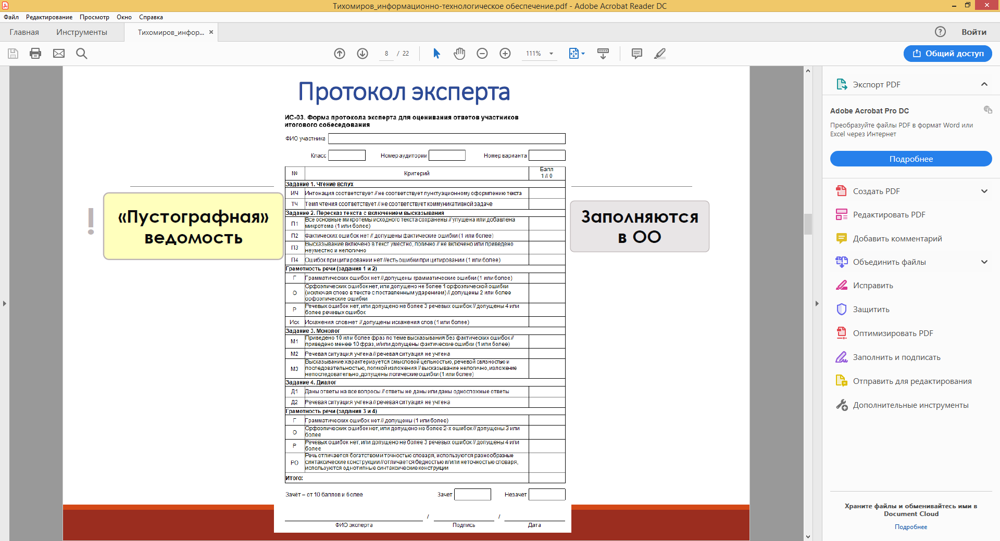 Тихомиров_информационно-технологическое обеспечение.pdf - Adobe Acrobat Reader DC
Файл Редактирование Просмотр Окно Справка
Главная Инструменты Тихомиров_инфор... × ? Войти
8 / 22 111% Общий доступ
Протокол эксперта
ИС-03. Форма протокола эксперта для оценивания ответов участников
итогового собеседования
ФИО участника
Класс Номер аудитории Номер варианта
№ Критерий Балл
1 // 0
Задание 1. Чтение вслух
ИЧ Интонация соответствует // не соответствует пунктуационному оформлению текста
ТЧ Темп чтения соответствует // не соответствует коммуникативной задаче
Задание 2. Пересказ текста с включением высказывания
П1 Все основные микротемы исходного текста сохранены // упущена или добавлена
микротема (1 или более)
П2 Фактических ошибок нет // допущены фактические ошибки (1 или более)
П3 Высказывание включено в текст уместно, логично // не включено или приведено
неуместно и нелогично
П4 Ошибок при цитировании нет //есть ошибки при цитировании (1 или более)
Грамотность речи (задания 1 и 2)
Г Грамматических ошибок нет // допущены грамматические ошибки (1 или более)
О Орфоэпических ошибок нет, или допущено не более 1 орфоэпической ошибки
(исключая слово в тексте с поставленным ударением) // допущены 2 или более
орфоэпические ошибки
Р Речевых ошибок нет, или допущено не более 3 речевых ошибок // допущены 4 или
более речевых ошибок
Иск Искажения слов нет // допущены искажения слов (1 или более)
Задание 3. Монолог
М1 Приведено 10 или более фраз по теме высказывания без фактических ошибок //
приведено менее 10 фраз, и/или допущены фактические ошибки (1 или более)
М2 Речевая ситуация учтена // речевая ситуация не учтена
М3 Высказывание характеризуется смысловой цельностью, речевой связностью и
последовательностью, логикой изложения // высказывание нелогично, изложение
непоследовательно, допущены логические ошибки (1 или более)
Задание 4. Диалог
Д1 Даны ответы на все вопросы // ответы не даны или даны односложные ответы
Д2 Речевая ситуация учтена // речевая ситуация не учтена
Грамотность речи (задания 3 и 4)
Г Грамматических ошибок нет // допущены (1 или более)
О Орфоэпических ошибок нет, или допущено не более 2-х ошибок // допущены 3 или
более
Р Речевых ошибок нет, или допущено не более 3 речевых ошибок // допущены 4 или
более
РО Речь отличается богатством и точностью словаря, используются разнообразные
синтаксические конструкции // отличается бедностью и/или неточностью словаря,
используются однотипные синтаксические конструкции
Итого:
Зачёт – от 10 баллов и более Зачет Незачет
/ /
ФИО эксперта Подпись Дата
!
«Пустографная»
ведомость
Заполняются
в ОО
Экспорт PDF
Adobe Acrobat Pro DC
Преобразуйте файлы PDF в формат Word или
Excel через Интернет
Подробнее
Создать PDF
Редактировать PDF
Добавить комментарий
Объединить файлы
Исправить
Защитить
Оптимизировать PDF
Заполнить и подписать
Отправить для редактирования
Дополнительные инструменты
Храните файлы и обменивайтесь ими в
Document Cloud
Подробнее